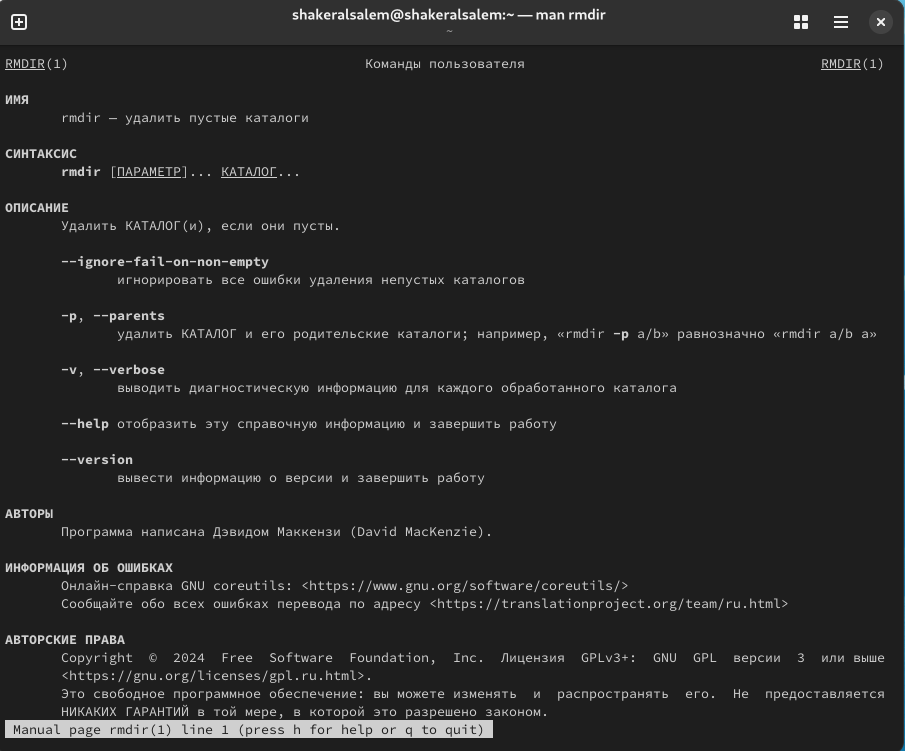 shakeralsalem@shakeralsalem:~ — man rmdir
~
RMDIR(1) Команды пользователя RMDIR(1)
ИМЯ
rmdir – удалить пустые каталоги
СИНТАКСИС
rmdir [ПАРАМЕТР]... КАТАЛОГ...
ОПИСАНИЕ
Удалить КАТАЛОГ(и), если они пусты.
--ignore-fail-on-non-empty
игнорировать все ошибки удаления непустых каталогов
-p, --parents
удалить КАТАЛОГ и его родительские каталоги; например, «rmdir -p a/b» равнозначно «rmdir a/b a»
-v, --verbose
выводить диагностическую информацию для каждого обработанного каталога
--help отобразить эту справочную информацию и завершить работу
--version
вывести информацию о версии и завершить работу
АВТОРЫ
Программа написана Дэвидом Маккензи (David MacKenzie).
ИНФОРМАЦИЯ ОБ ОШИБКАХ
Онлайн-справка GNU coreutils: <https://www.gnu.org/software/coreutils/>
Сообщайте обо всех ошибках перевода по адресу <https://translationproject.org/team/ru.html>
АВТОРСКИЕ ПРАВА
Copyright © 2024 Free Software Foundation, Inc. Лицензия GPLv3+: GNU GPL версии 3 или выше
<https://gnu.org/licenses/gpl.ru.html>.
Это свободное программное обеспечение: вы можете изменять и распространять его. Не предоставляется
НИКАКИХ ГАРАНТИЙ в той мере, в которой это разрешено законом.
Manual page rmdir(1) line 1 (press h for help or q to quit)